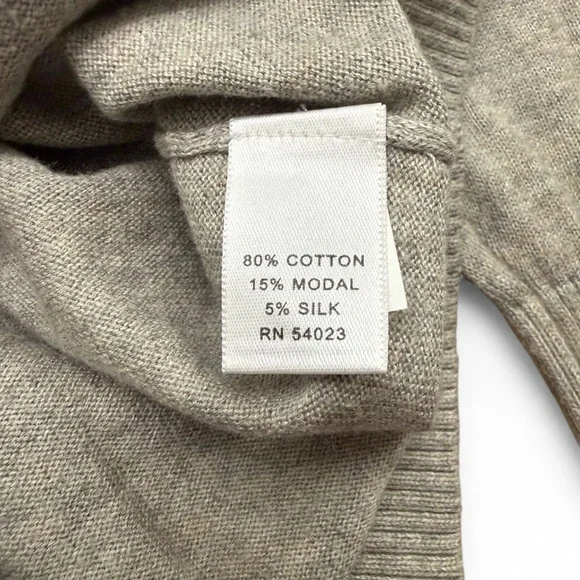 80% COTTON
15% MODAL
5% SILK
RN 54023